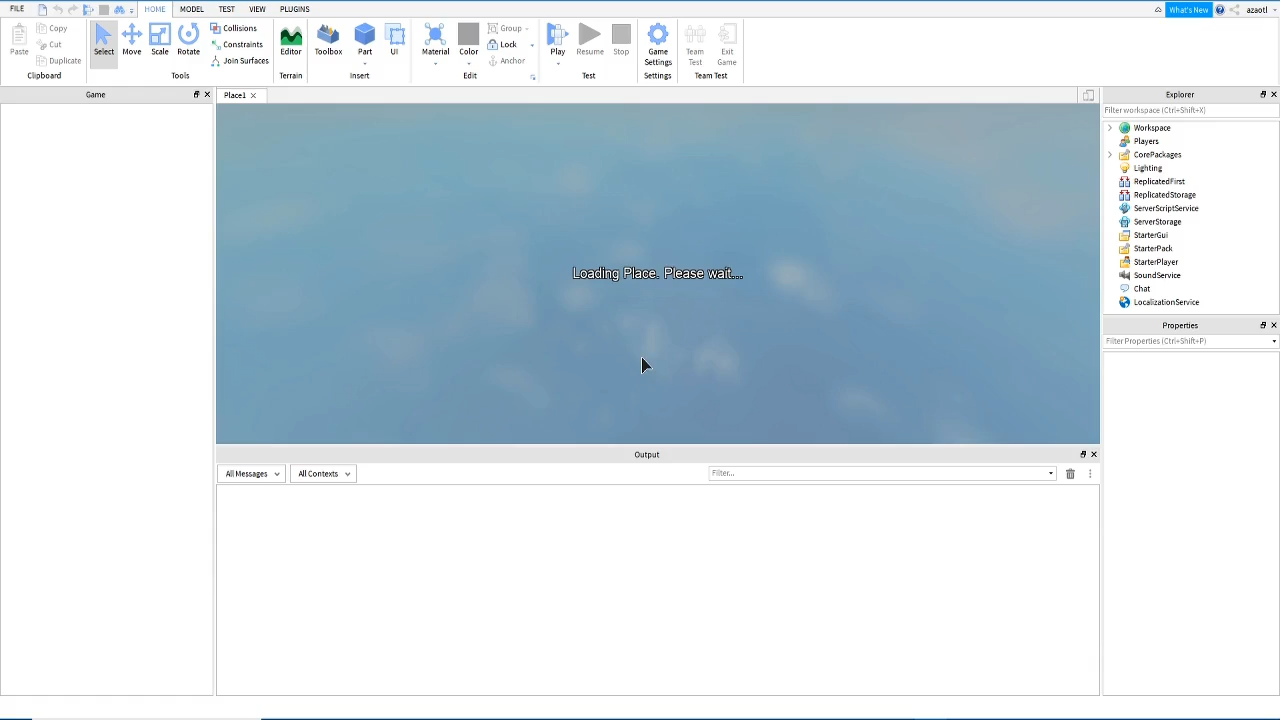 FILE HOME MODEL TEST VIEW PLUGINS What's New azaotl
Paste Copy Cut Duplicate Clipboard
Select Move Scale Rotate Collisions Constraints Join Surfaces Tools
Editor Terrain
Toolbox Part UI Insert
Material Color Group Lock Anchor Edit
Play Resume Stop Test
Game Settings Settings
Team Test Exit Game Team Test
Game
Place1
Loading Place. Please wait...
Output
All Messages All Contexts Filter...
Explorer
Filter workspace (Ctrl+Shift+X)
Workspace
Players
CorePackages
Lighting
ReplicatedFirst
ReplicatedStorage
ServerScriptService
ServerStorage
StarterGui
StarterPack
StarterPlayer
SoundService
Chat
LocalizationService
Properties
Filter Properties (Ctrl+Shift+P)